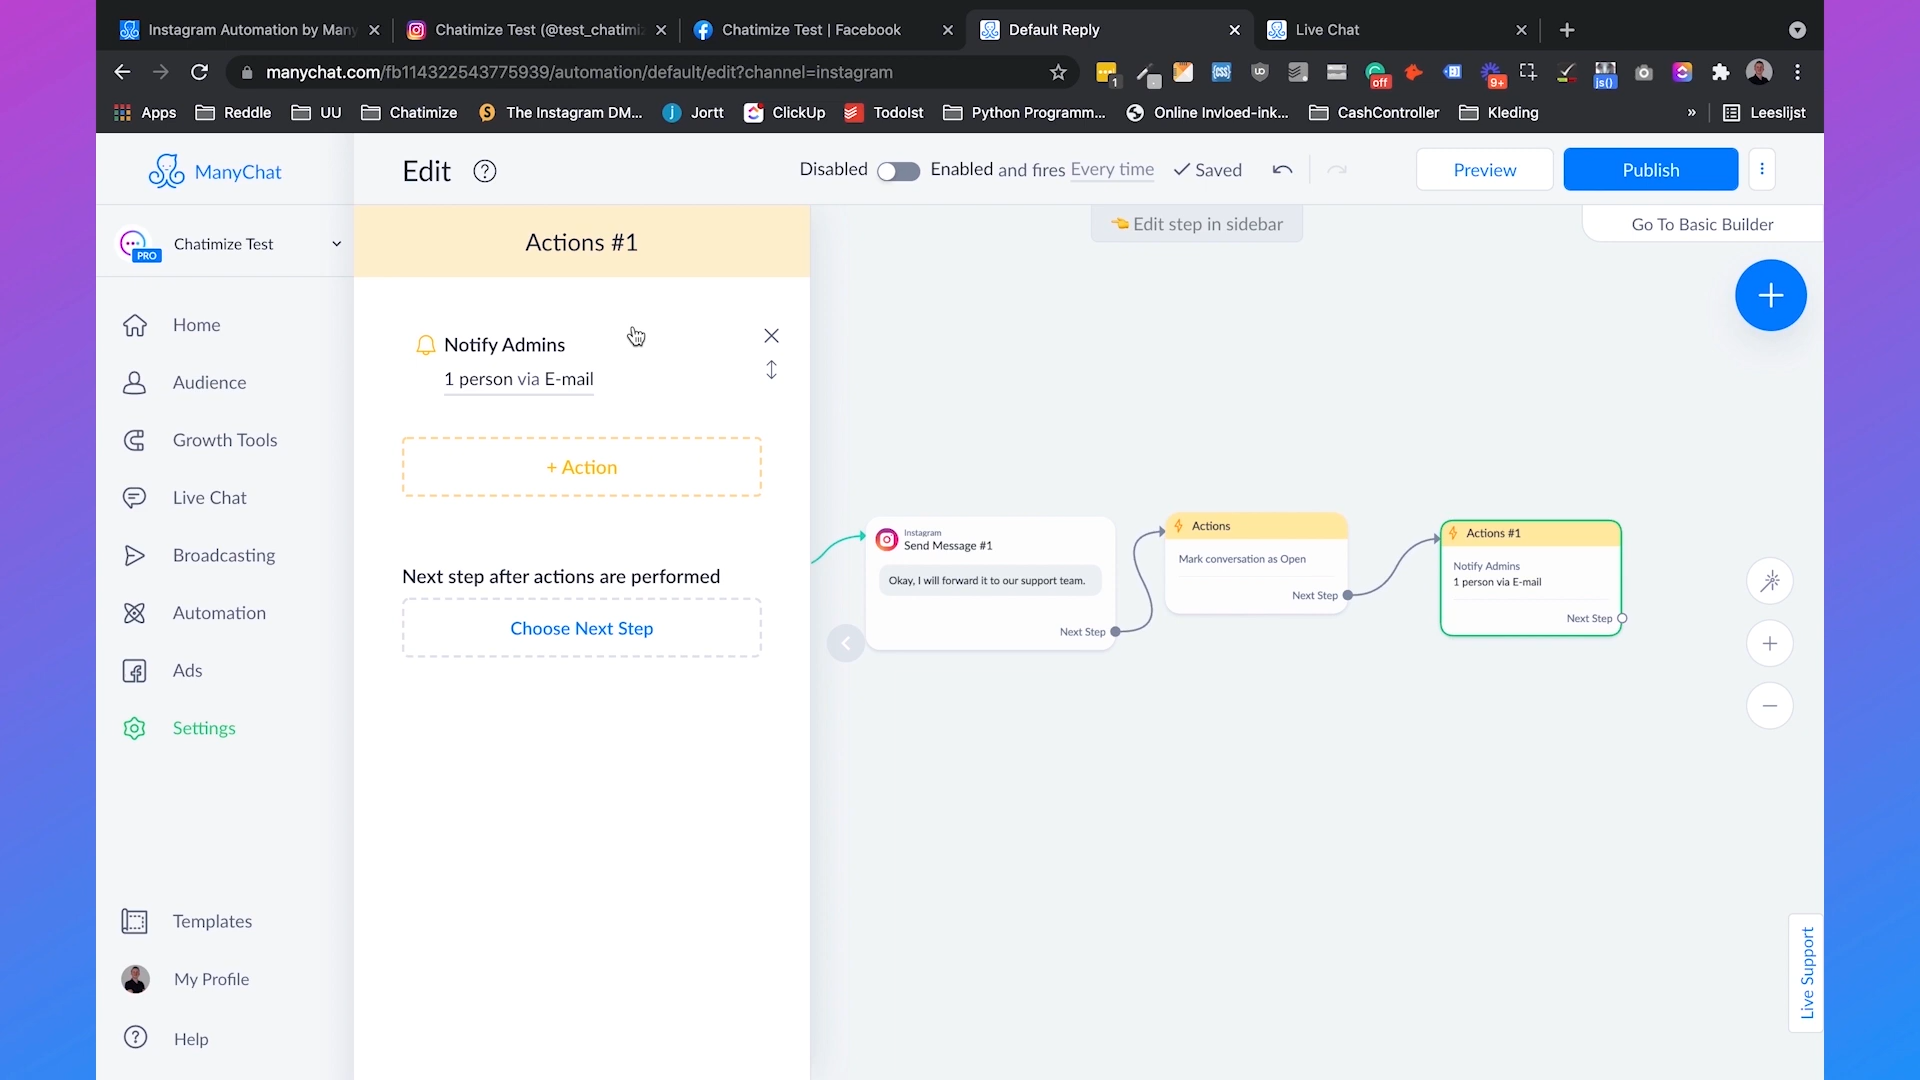 Instagram Automation by Many
Chatimize Test (@test_chatimiz
Chatimize Test | Facebook
Default Reply
Live Chat
manychat.com/fb114322543775939/automation/default/edit?channel=instagram
1
off
9+
js()
Apps
Reddle
UU
Chatimize
The Instagram DM...
Jortt
ClickUp
TodoIst
Python Programm...
Online Invloed-ink...
CashController
Kleding
»
Leeslijst
ManyChat
Edit
?
Disabled
Enabled and fires Every time
Saved
Preview
Publish
Chatimize Test
PRO
Actions #1
Edit step in sidebar
Go To Basic Builder
Home
Audience
Growth Tools
Live Chat
Broadcasting
Automation
Ads
Settings
Templates
My Profile
Help
Notify Admins
1 person via E-mail
+ Action
Next step after actions are performed
Choose Next Step
Instagram
Send Message #1
Okay, I will forward it to our support team.
Next Step
Actions
Mark conversation as Open
Next Step
Actions #1
Notify Admins
1 person via E-mail
Next Step
Live Support